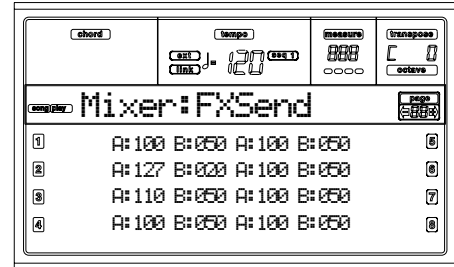 chord tempo measure transpose
ext ♩= 120 seq 1 888 C 0
link octave
song play Mixer:FXSend page
1 A:100 B:050 A:100 B:050 5
2 A:127 B:020 A:100 B:050 6
3 A:110 B:050 A:100 B:050 7
4 A:100 B:050 A:100 B:050 8